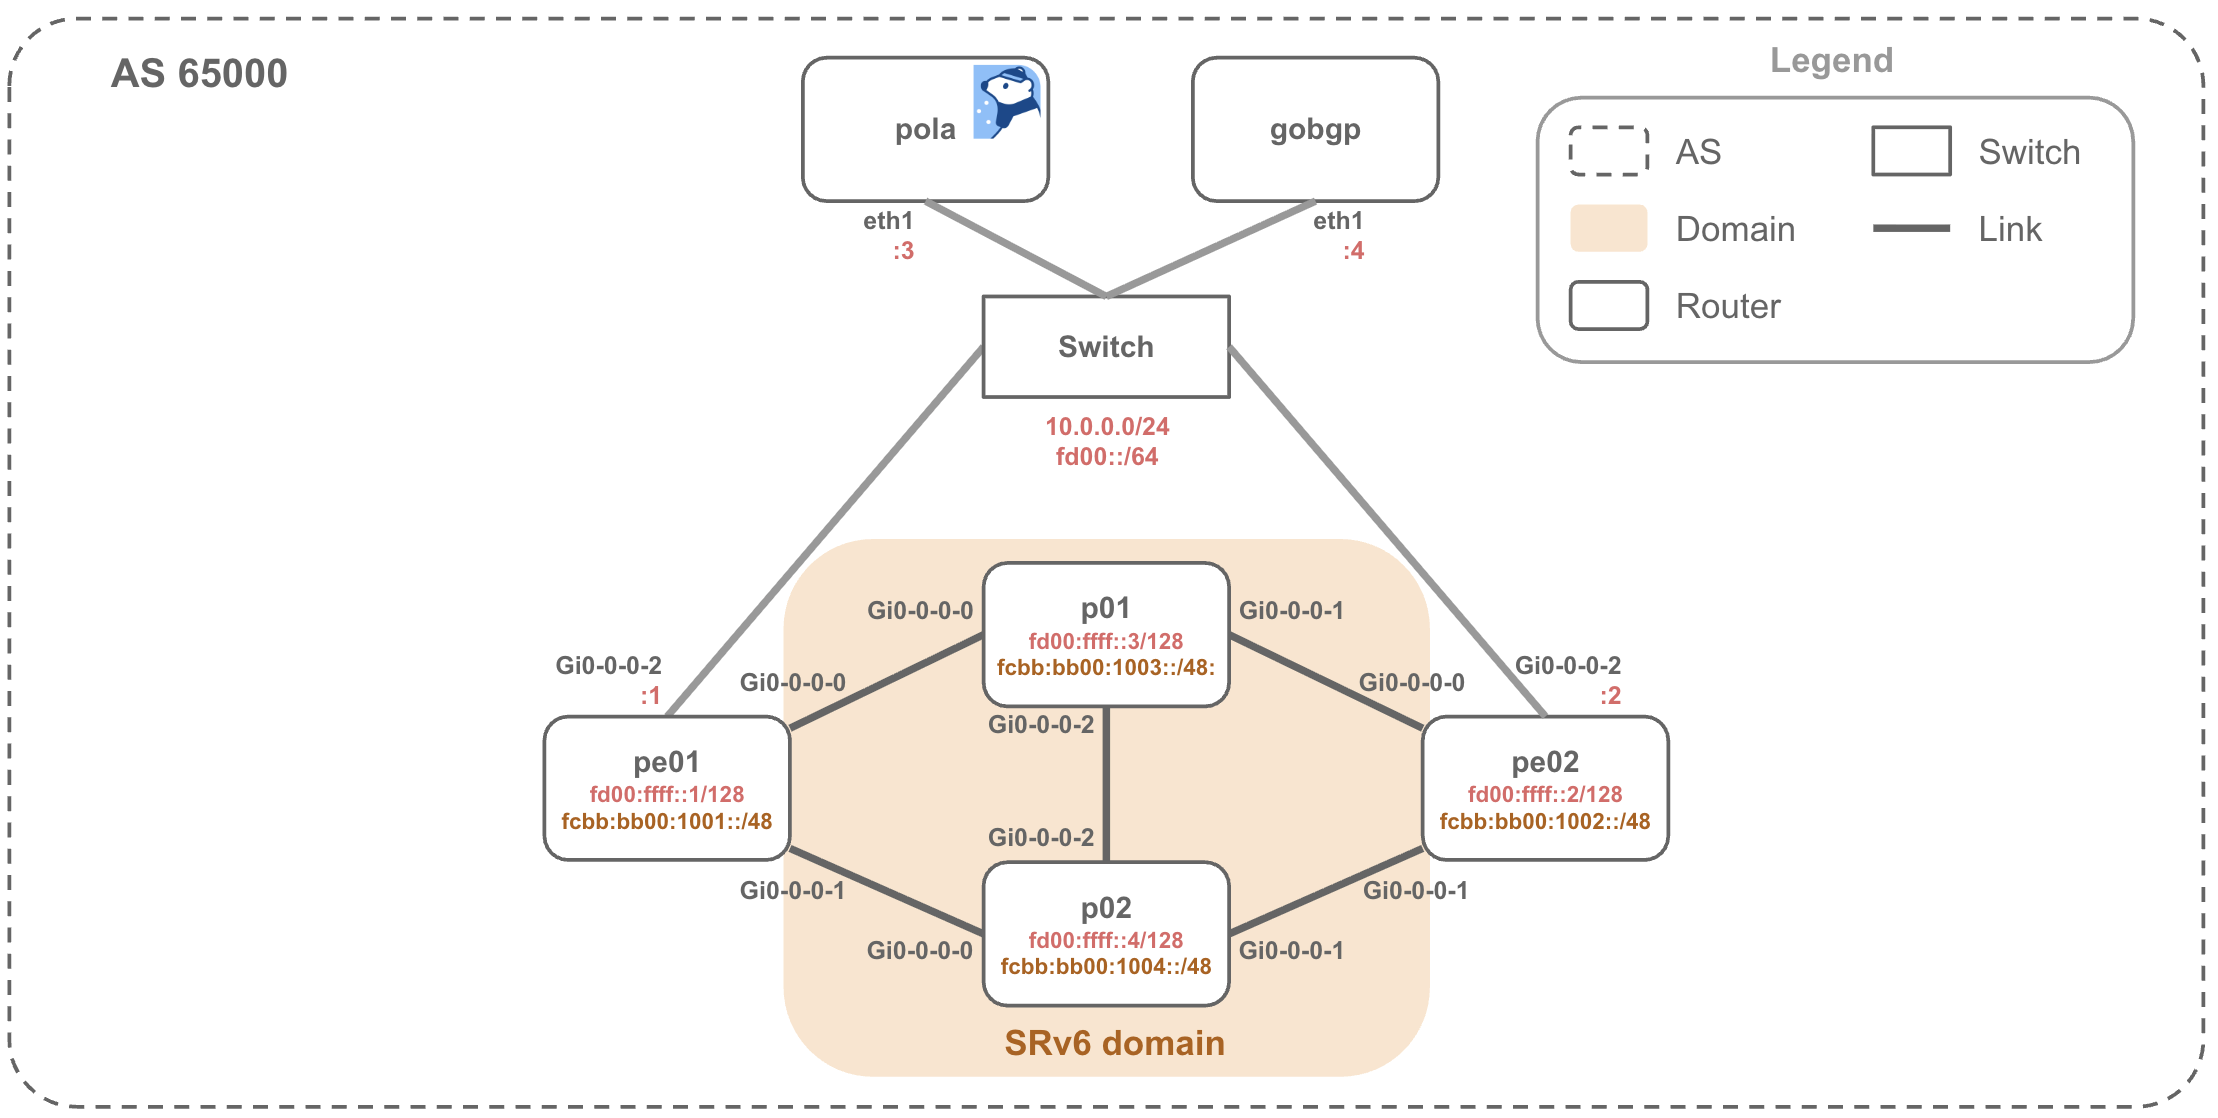 AS 65000
pola
gobgp
Legend
AS
Switch
Domain
Link
Router
eth1
:3
eth1
:4
Switch
10.0.0.0/24
fd00::/64
Gi0-0-0-2
:1
Gi0-0-0-2
:2
Gi0-0-0-0
p01
fd00:ffff::3/128
fcbb:bb00:1003::/48:
Gi0-0-0-1
Gi0-0-0-0
Gi0-0-0-0
Gi0-0-0-2
pe01
fd00:ffff::1/128
fcbb:bb00:1001::/48
pe02
fd00:ffff::2/128
fcbb:bb00:1002::/48
Gi0-0-0-2
Gi0-0-0-1
Gi0-0-0-1
p02
fd00:ffff::4/128
fcbb:bb00:1004::/48
Gi0-0-0-0
Gi0-0-0-1
SRv6 domain